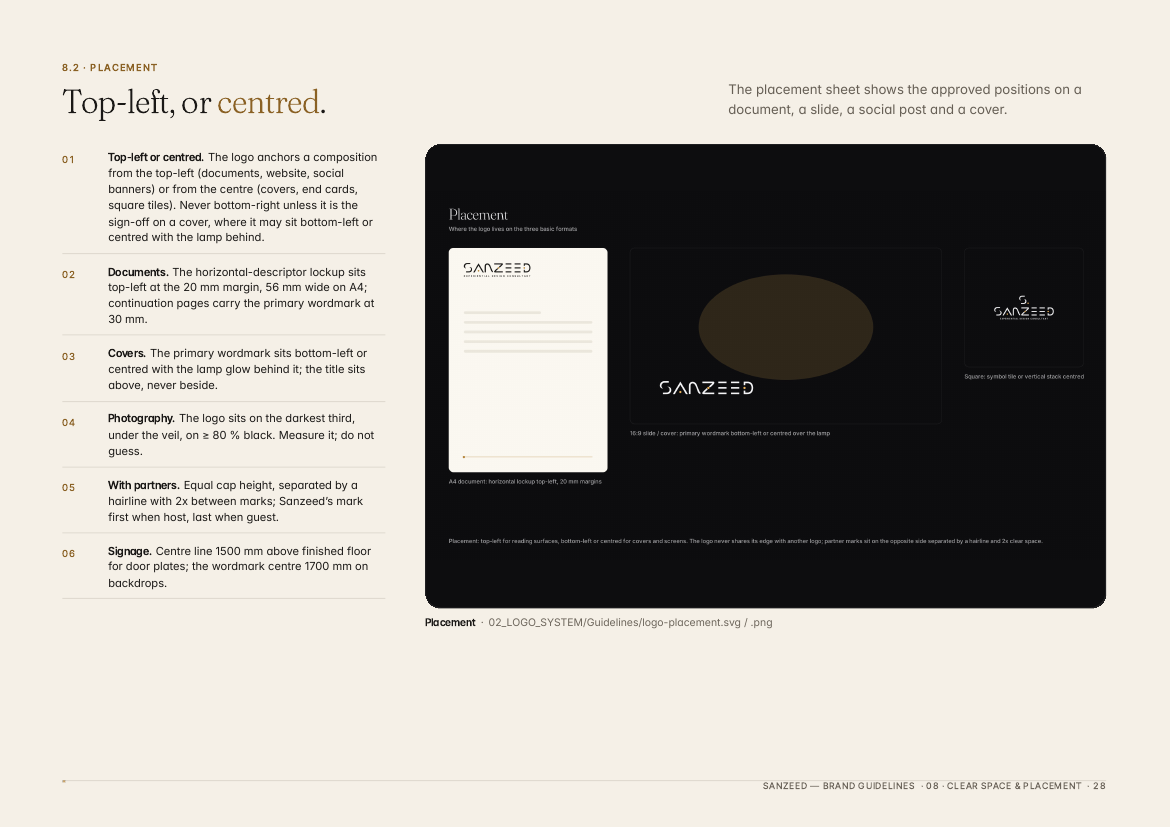 8.2 · PLACEMENT
Top-left, or centred.
The placement sheet shows the approved positions on a
document, a slide, a social post and a cover.
01
Top-left or centred. The logo anchors a composition
from the top-left (documents, website, social
banners) or from the centre (covers, end cards,
square tiles). Never bottom-right unless it is the
sign-off on a cover, where it may sit bottom-left or
centred with the lamp behind.
02
Documents. The horizontal-descriptor lockup sits
top-left at the 20 mm margin, 56 mm wide on A4;
continuation pages carry the primary wordmark at
30 mm.
03
Covers. The primary wordmark sits bottom-left or
centred with the lamp glow behind it; the title sits
above, never beside.
04
Photography. The logo sits on the darkest third,
under the veil, on ≥ 80 % black. Measure it; do not
guess.
05
With partners. Equal cap height, separated by a
hairline with 2x between marks; Sanzeed’s mark
first when host, last when guest.
06
Signage. Centre line 1500 mm above finished floor
for door plates; the wordmark centre 1700 mm on
backdrops.
Placement
Where the logo lives on the three basic formats
SANZEED
EXPERIENTIAL DESIGN CONSULTANT
A4 document: horizontal lockup top-left, 20 mm margins
SANZEED
16:9 slide / cover: primary wordmark bottom-left or centred over the lamp
S.
SANZEED
EXPERIENTIAL DESIGN CONSULTANT
Square: symbol tile or vertical stack centred
Placement: top-left for reading surfaces, bottom-left or centred for covers and screens. The logo never shares its edge with another logo; partner marks sit on the opposite side separated by a hairline and 2x clear space.
Placement · 02_LOGO_SYSTEM/Guidelines/logo-placement.svg / .png
SANZEED — BRAND GUIDELINES · 08 · CLEAR SPACE & PLACEMENT · 28